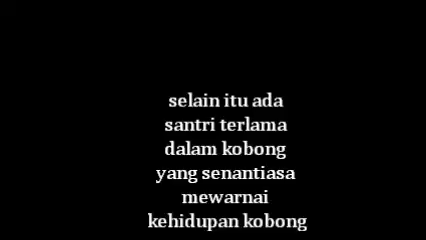 selain itu ada
santri terlama
dalam kobong
yang senantiasa
mewarnai
kehidupan kobong